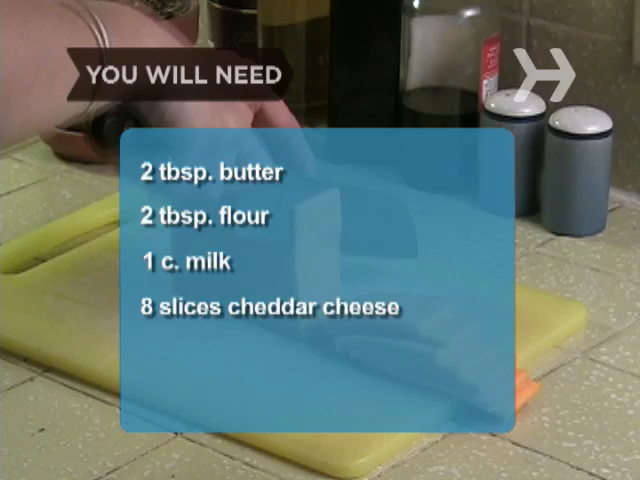 YOU WILL NEED
2 tbsp. butter
2 tbsp. flour
1 c. milk
8 slices cheddar cheese